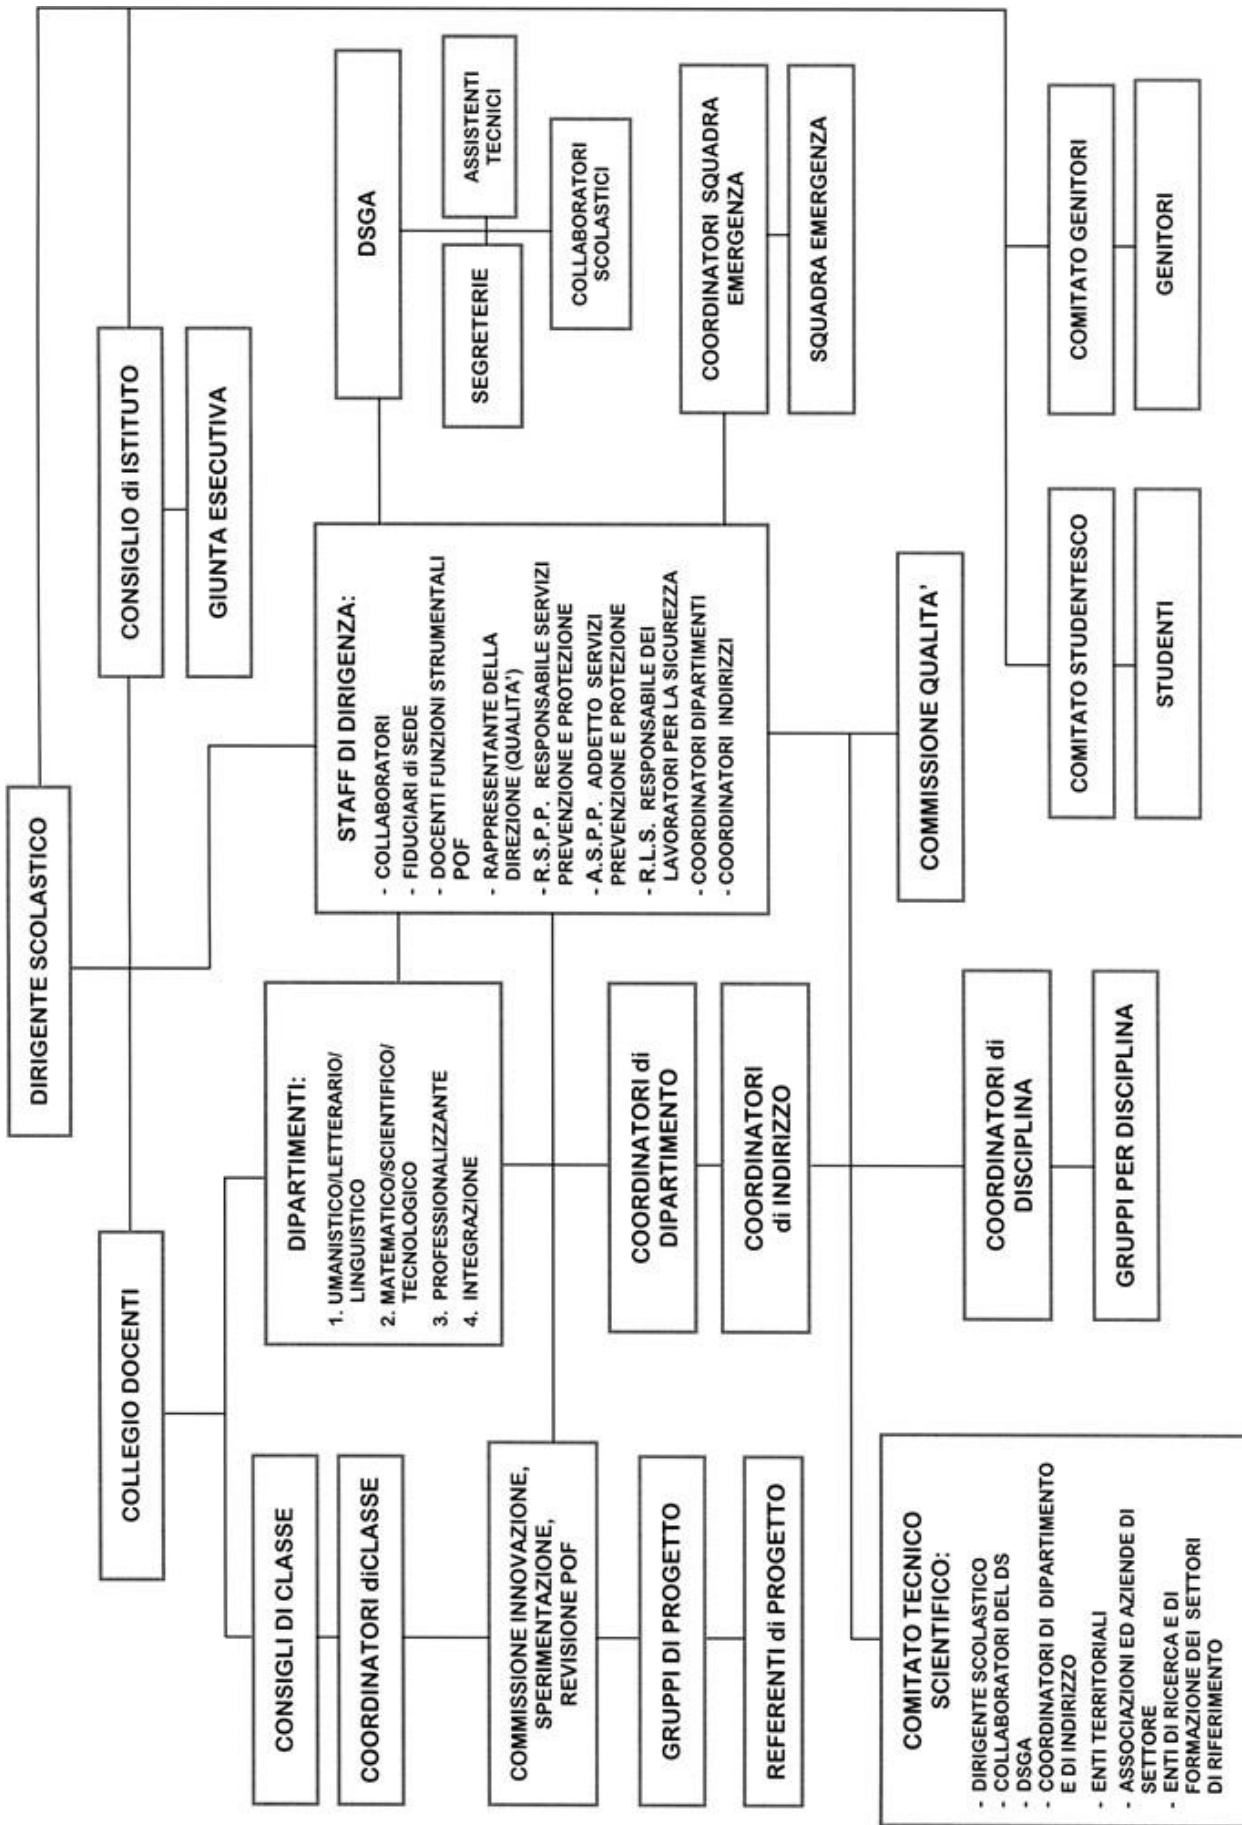 DIRIGENTE SCOLASTICO
COLLEGIO DOCENTI
CONSIGLIO di ISTITUTO
GIUNTA ESECUTIVA
CONSIGLI DI CLASSE
COORDINATORI diCLASSE
COMMISSIONE INNOVAZIONE,
SPERIMENTAZIONE,
REVISIONE POF
GRUPPI DI PROGETTO
REFERENTI di PROGETTO
DIPARTIMENTI:
1. UMANISTICO/LETTERARIO/
LINGUISTICO
2. MATEMATICO/SCIENTIFICO/
TECNOLOGICO
3. PROFESSIONALIZZANTE
4. INTEGRAZIONE
COORDINATORI di
DIPARTIMENTO
COORDINATORI
di INDIRIZZO
STAFF DI DIRIGENZA:
- COLLABORATORI
- FIDUCIARI di SEDE
- DOCENTI FUNZIONI STRUMENTALI
POF
- RAPPRESENTANTE DELLA
DIREZIONE (QUALITA')
- R.S.P.P. RESPONSABILE SERVIZI
PREVENZIONE E PROTEZIONE
- A.S.P.P. ADDETTO SERVIZI
PREVENZIONE E PROTEZIONE
- R.L.S. RESPONSABILE DEI
LAVORATORI PER LA SICUREZZA
- COORDINATORI DIPARTIMENTI
- COORDINATORI INDIRIZZI
DSGA
SEGRETERIE
ASSISTENTI
TECNICI
COLLABORATORI
SCOLASTICI
COORDINATORI SQUADRA
EMERGENZA
SQUADRA EMERGENZA
COMITATO TECNICO
SCIENTIFICO:
- DIRIGENTE SCOLASTICO
- COLLABORATORI DEL DS
- DSGA
- COORDINATORI DI DIPARTIMENTO
E DI INDIRIZZO
- ENTI TERRITORIALI
- ASSOCIAZIONI ED AZIENDE DI
SETTORE
- ENTI DI RICERCA E DI
FORMAZIONE DEI SETTORI
DI RIFERIMENTO
COORDINATORI di
DISCIPLINA
GRUPPI PER DISCIPLINA
COMMISSIONE QUALITA'
COMITATO STUDENTESCO
STUDENTI
COMITATO GENITORI
GENITORI